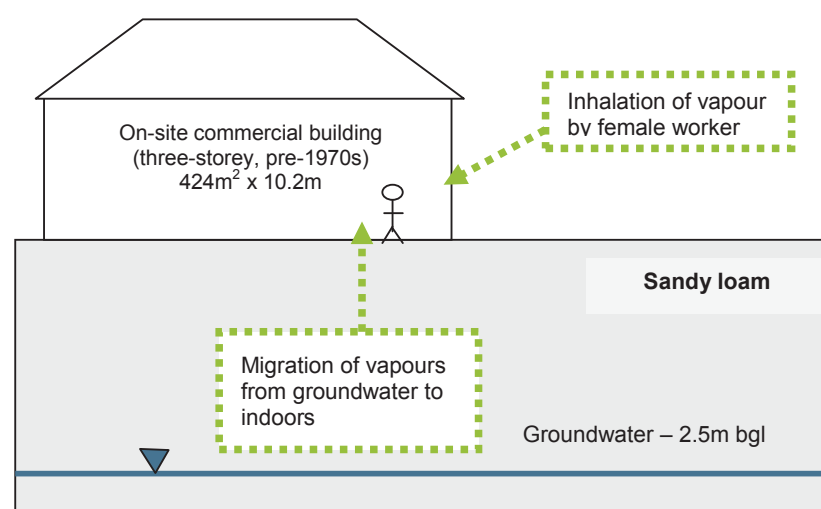 On-site commercial building
(three-storey, pre-1970s)
424m² x 10.2m
Inhalation of vapour
by female worker
Sandy loam
Migration of vapours
from groundwater to
indoors
Groundwater – 2.5m bgl